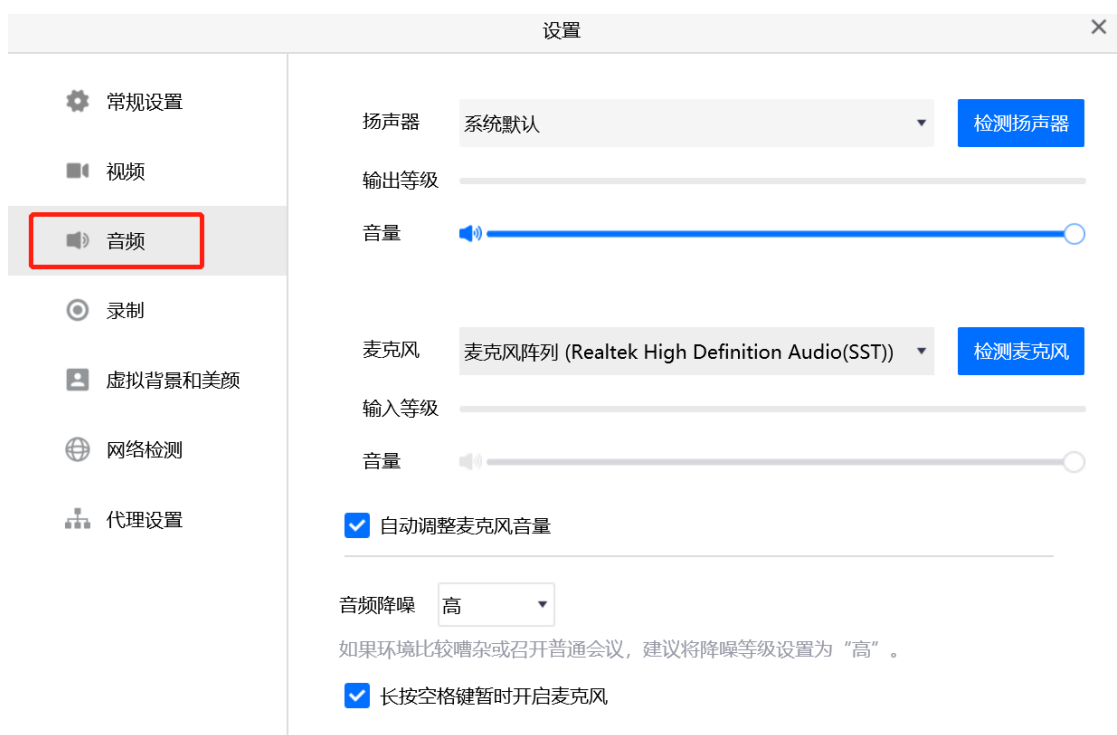 设置
常规设置
视频
音频
录制
虚拟背景和美颜
网络检测
代理设置
扬声器 系统默认 检测扬声器
输出等级
音量
麦克风 麦克风阵列 (Realtek High Definition Audio(SST)) 检测麦克风
输入等级
音量
自动调整麦克风音量
音频降噪 高
如果环境比较嘈杂或召开普通会议，建议将降噪等级设置为“高”。
长按空格键暂时开启麦克风